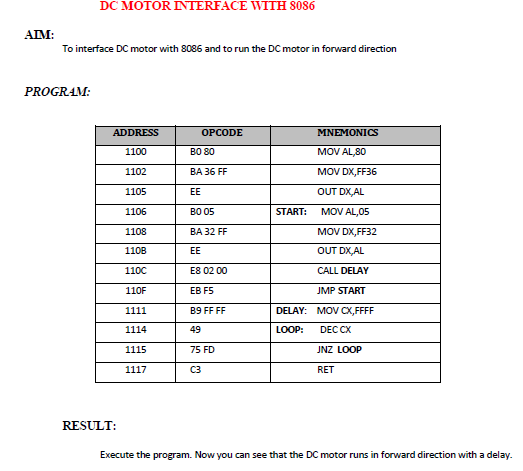 DC MOTOR INTERFACE WITH 8086
AIM:
To interface DC motor with 8086 and to run the DC motor in forward direction
PROGRAM:
ADDRESS OPCODE MNEMONICS
1100 B0 80 MOV AL,80
1102 BA 36 FF MOV DX,FF36
1105 EE OUT DX,AL
1106 B0 05 START: MOV AL,05
1108 BA 32 FF MOV DX,FF32
110B EE OUT DX,AL
110C E8 02 00 CALL DELAY
110F EB F5 JMP START
1111 B9 FF FF DELAY: MOV CX,FFFF
1114 49 LOOP: DEC CX
1115 75 FD JNZ LOOP
1117 C3 RET
RESULT:
Execute the program. Now you can see that the DC motor runs in forward direction with a delay.